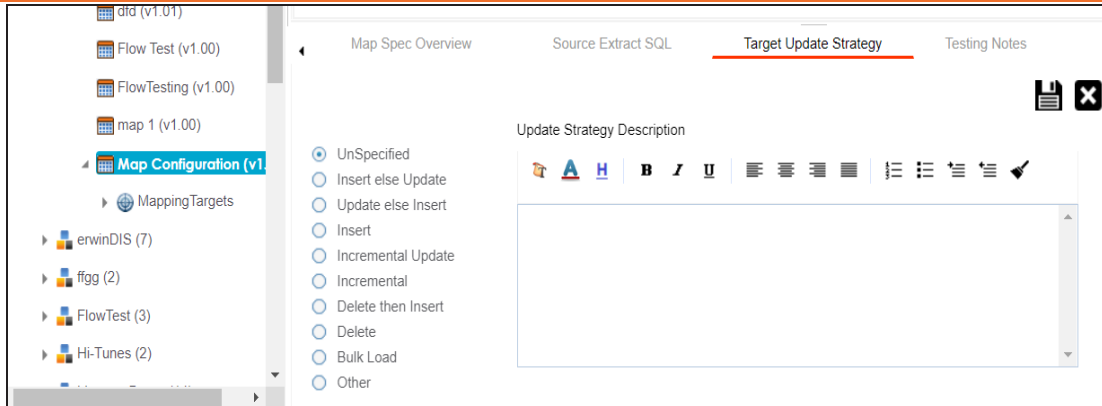 dfd (v1.01)
Flow Test (v1.00)
FlowTesting (v1.00)
map 1 (v1.00)
Map Configuration (v1.
MappingTargets
erwinDIS (7)
ffgg (2)
FlowTest (3)
Hi-Tunes (2)
Map Spec Overview
Source Extract SQL
Target Update Strategy
Testing Notes
Update Strategy Description
UnSpecified
Insert else Update
Update else Insert
Insert
Incremental Update
Incremental
Delete then Insert
Delete
Bulk Load
Other
A H B I U